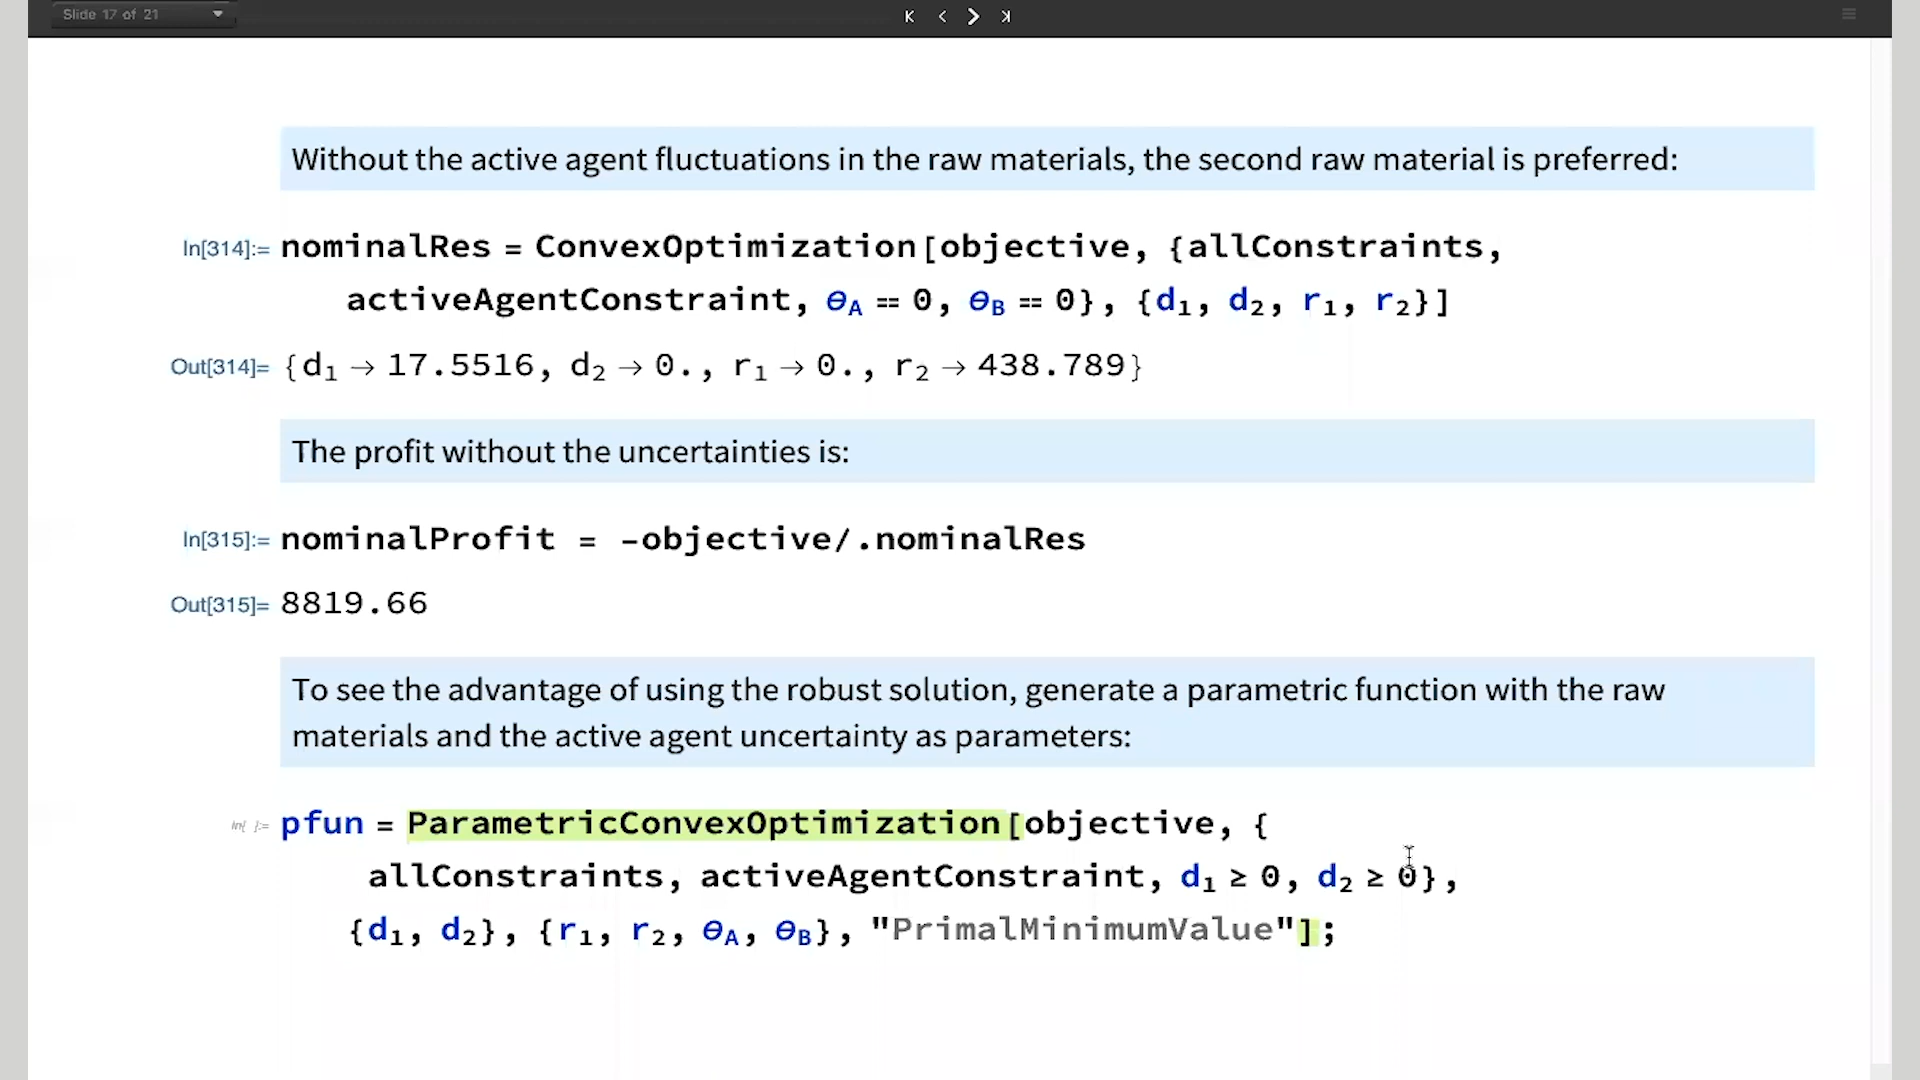 Slide 17 of 21
Without the active agent fluctuations in the raw materials, the second raw material is preferred:
In[314]:= nominalRes = ConvexOptimization[objective, {allConstraints,
activeAgentConstraint, θA == 0, θB == 0}, {d1, d2, r1, r2}]
Out[314]= {d1 → 17.5516, d2 → 0., r1 → 0., r2 → 438.789}
The profit without the uncertainties is:
In[315]:= nominalProfit = -objective/.nominalRes
Out[315]= 8819.66
To see the advantage of using the robust solution, generate a parametric function with the raw
materials and the active agent uncertainty as parameters:
In[ ]:= pfun = ParametricConvexOptimization[objective, {
allConstraints, activeAgentConstraint, d1 ≥ 0, d2 ≥ 0},
{d1, d2}, {r1, r2, θA, θB}, "PrimalMinimumValue"];